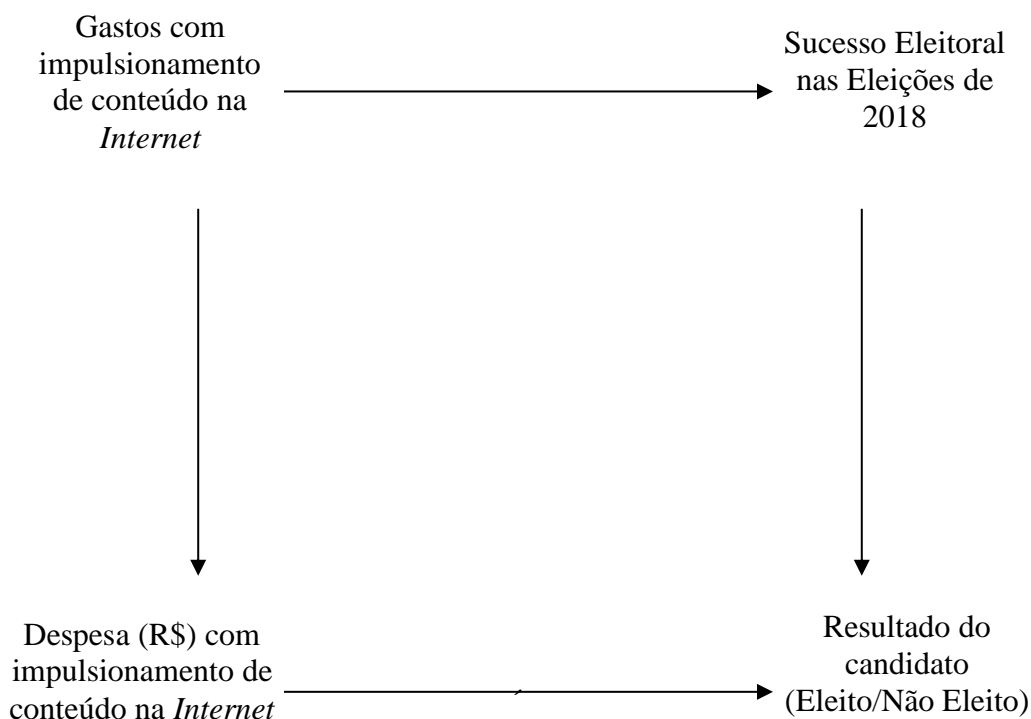 Gastos com
impulsionamento
de conteúdo na
Internet
Sucesso Eleitoral
nas Eleições de
2018
Despesa (R$) com
impulsionamento de
conteúdo na Internet
Resultado do
candidato
(Eleito/Não Eleito)